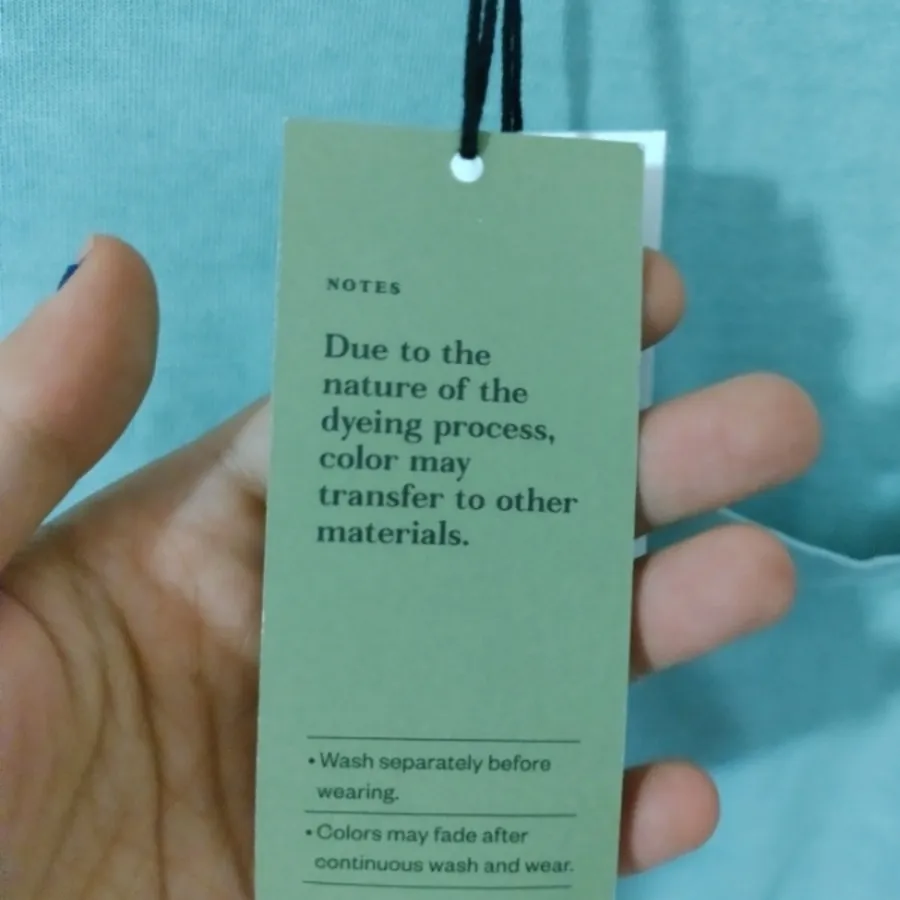 NOTES
Due to the
nature of the
dyeing process,
color may
transfer to other
materials.
• Wash separately before
wearing.
• Colors may fade after
continuous wash and wear.